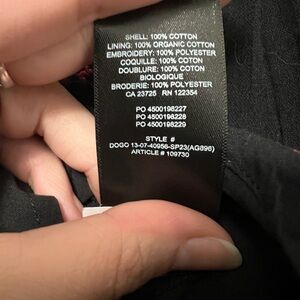 SHELL: 100% COTTON
LINING: 100% ORGANIC COTTON
EMBROIDERY: 100% POLYESTER
COQUILLE: 100% COTON
DOUBLURE: 100% COTON
BIOLOGIQUE
BRODERIE: 100% POLYESTER
CA 23725 RN 122354
PO 4500198227
PO 4500198228
PO 4500198229
STYLE #
DOGO 13-07-40956-SP23(AG898)
ARTICLE # 109730